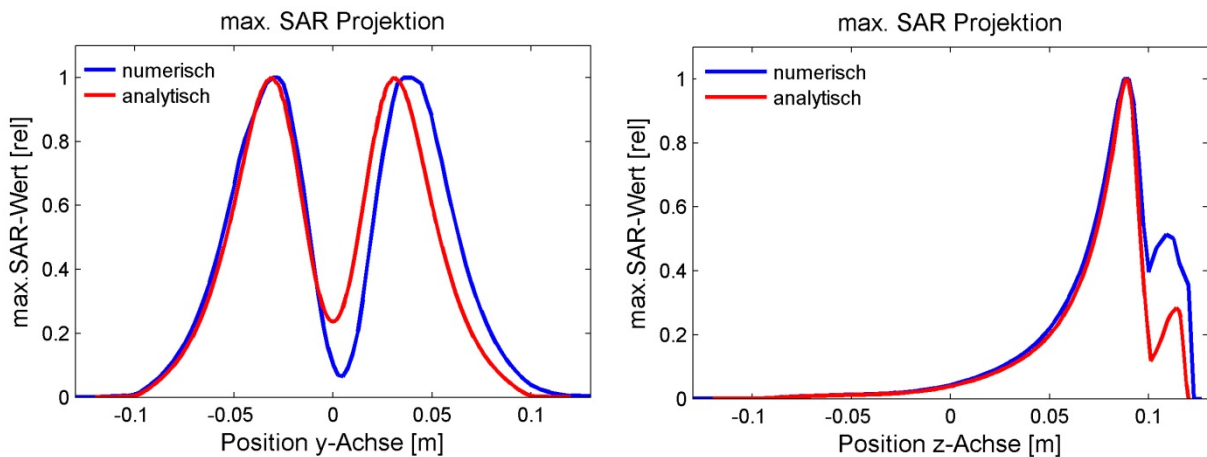 max. SAR Projektion
numerisch
analytisch
max.SAR-Wert [rel]
1
0.8
0.6
0.4
0.2
0
-0.1 -0.05 0 0.05 0.1
Position y-Achse [m]
max. SAR Projektion
numerisch
analytisch
max.SAR-Wert [rel]
1
0.8
0.6
0.4
0.2
0
-0.1 -0.05 0 0.05 0.1
Position z-Achse [m]